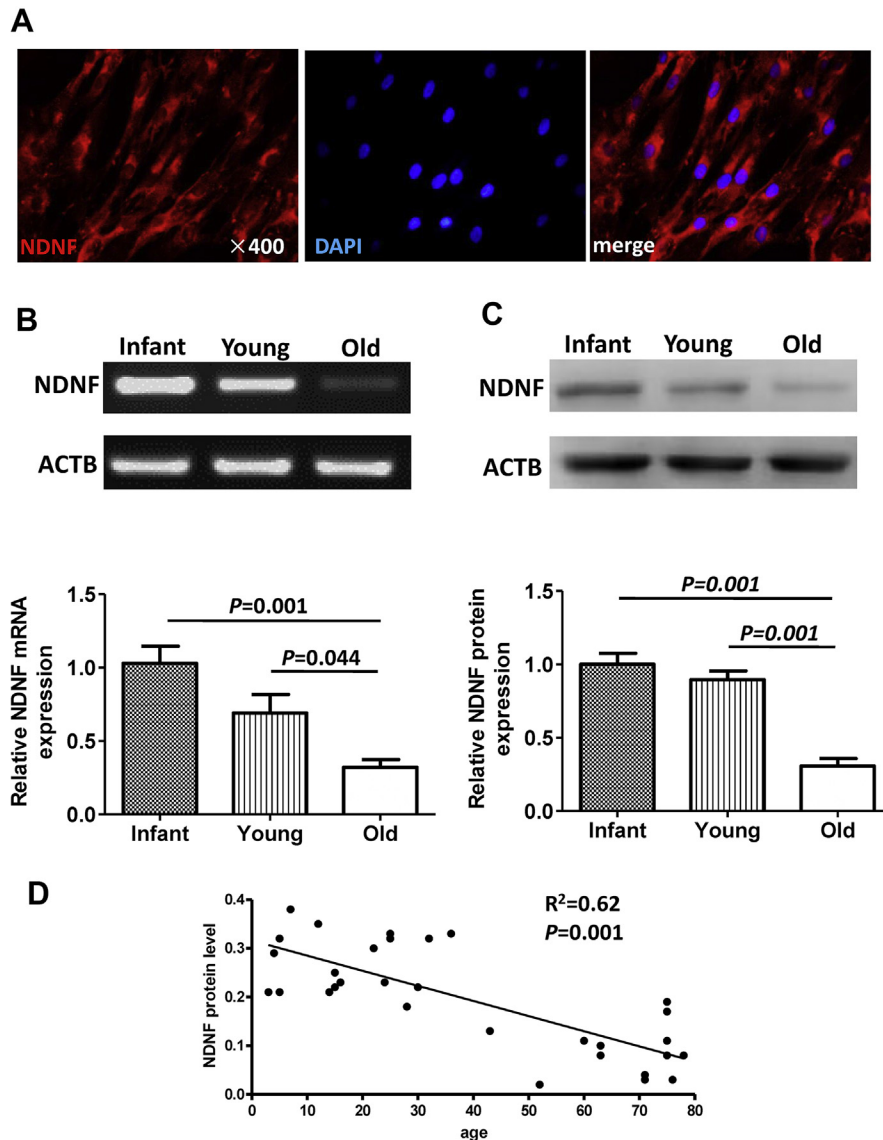 A
NDNF ×400 DAPI merge
B
Infant Young Old
NDNF
ACTB
Relative NDNF mRNA
expression
1.5
1.0
0.5
0.0
P=0.001
P=0.044
Infant Young Old
C
Infant Young Old
NDNF
ACTB
Relative NDNF protein
expression
1.5
1.0
0.5
0.0
P=0.001
P=0.001
Infant Young Old
D
NDNF protein level
0.4
0.3
0.2
0.1
0.0
R²=0.62
P=0.001
0 10 20 30 40 50 60 70 80
age